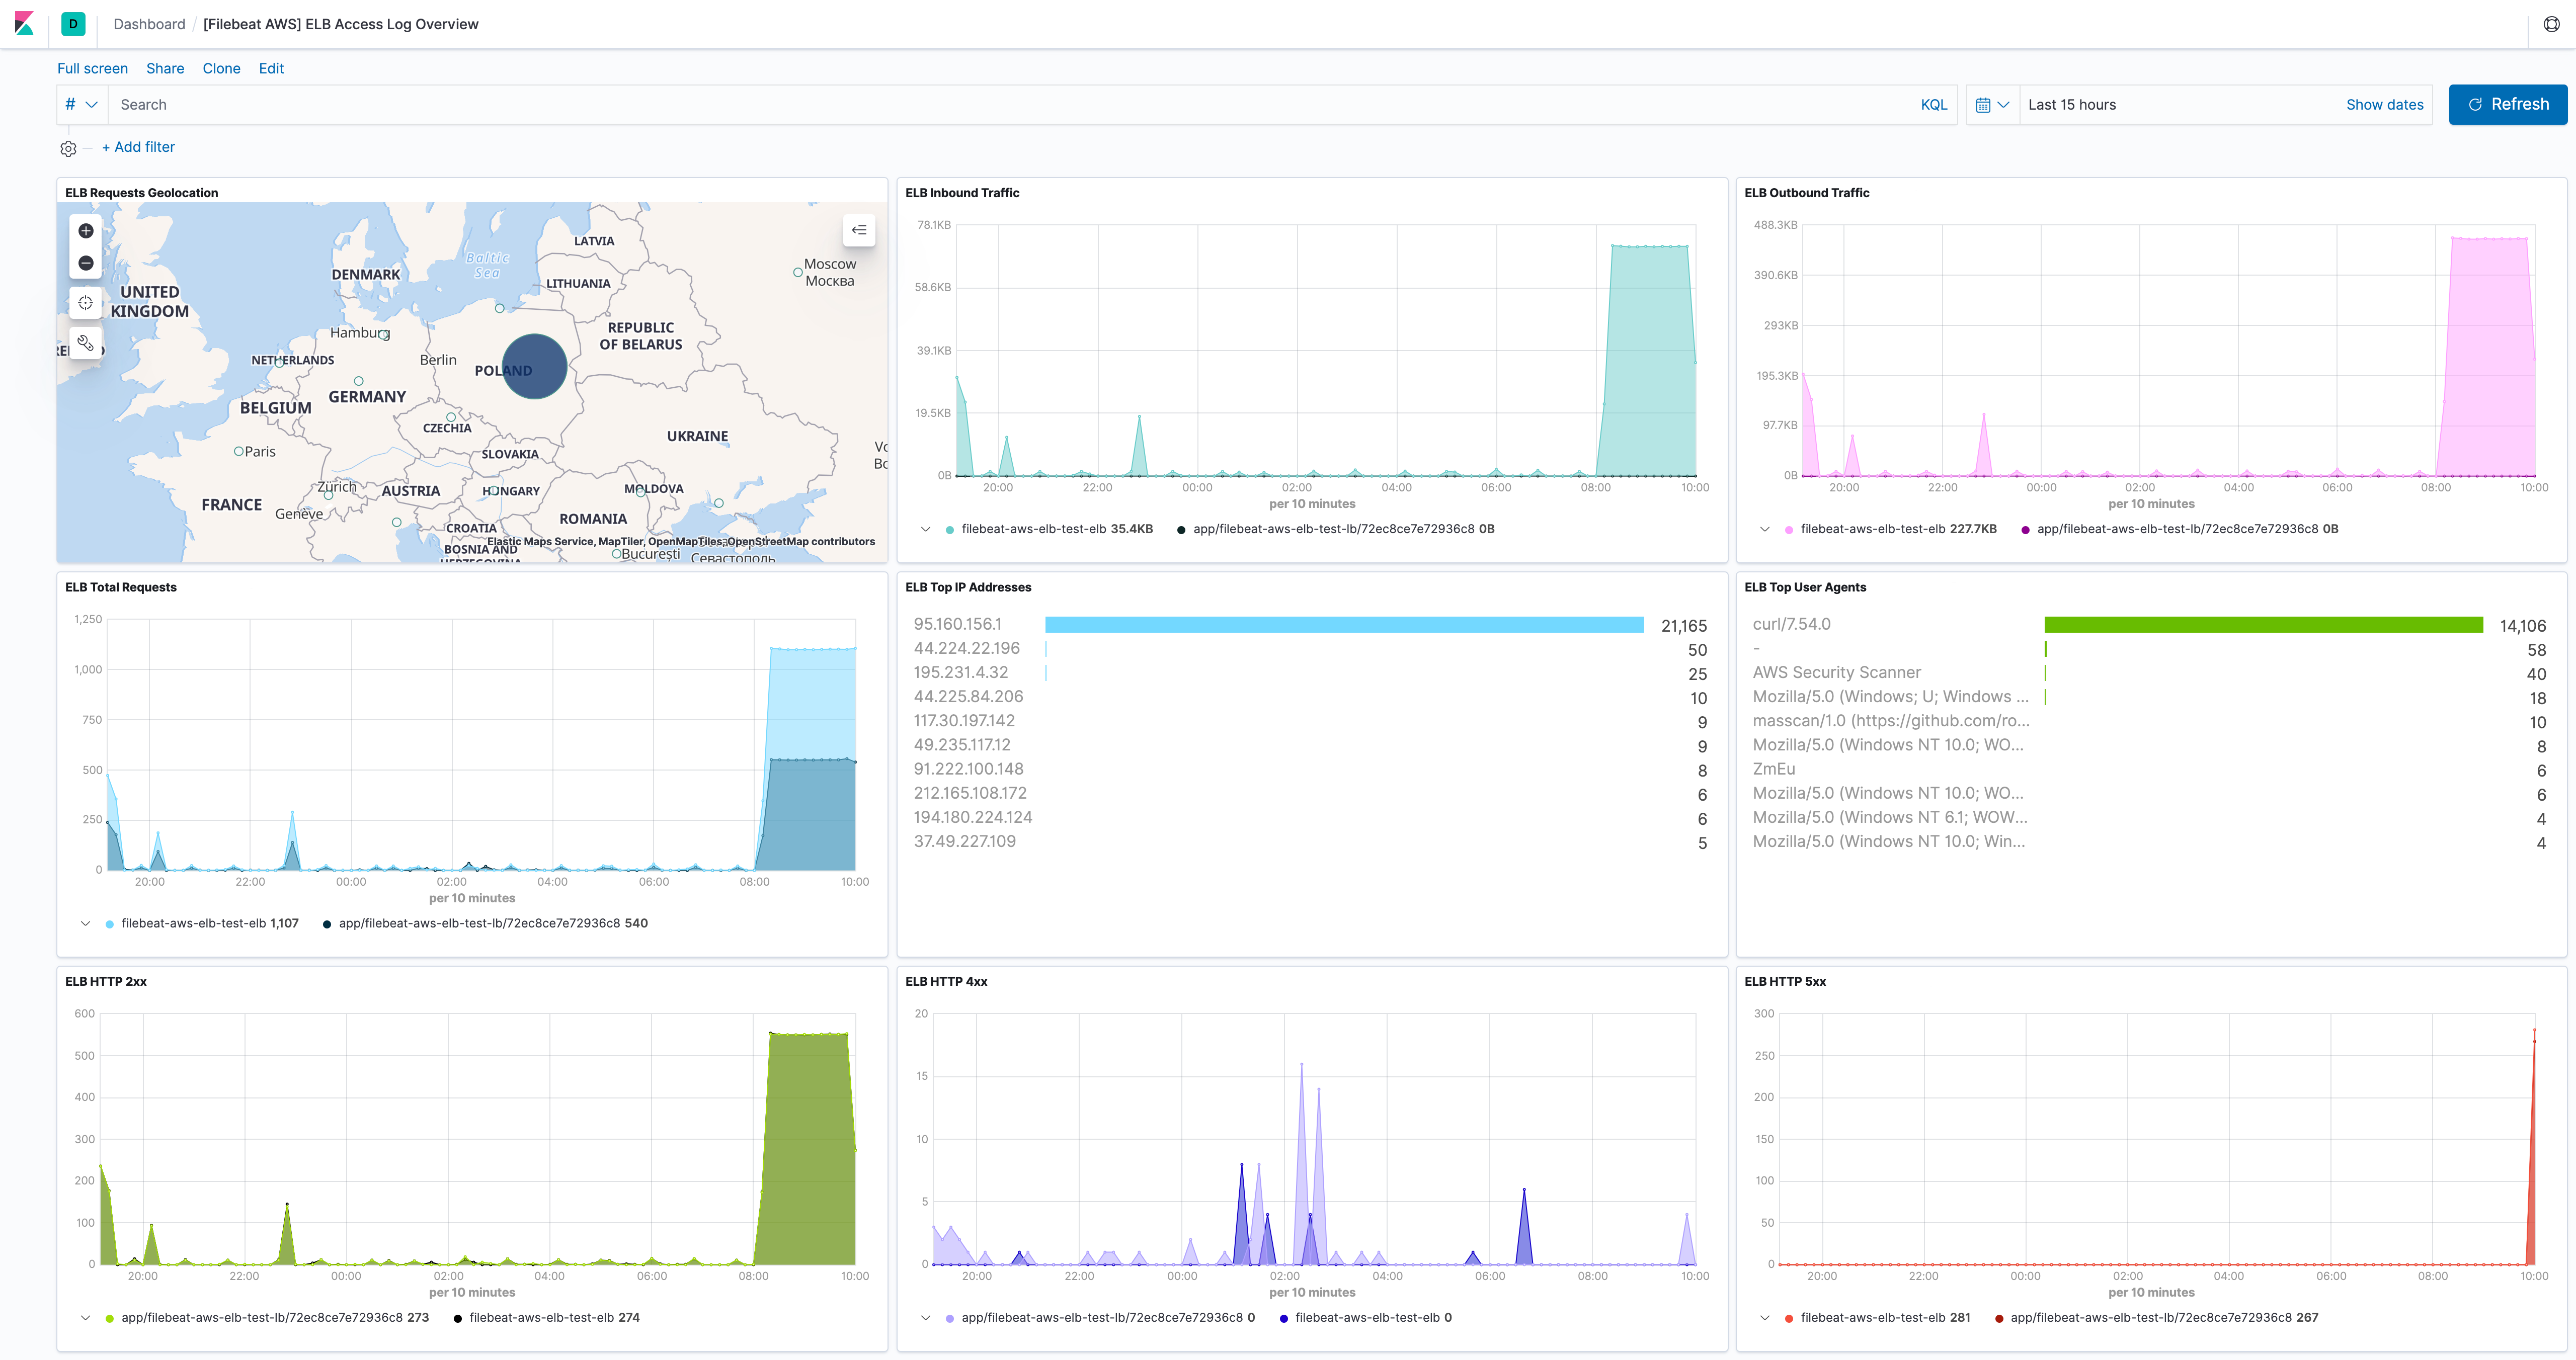 D Dashboard / [Filebeat AWS] ELB Access Log Overview
Full screen Share Clone Edit
# Search KQL Last 15 hours Show dates Refresh
+ Add filter
ELB Requests Geolocation
LATVIA
Baltic
Sea
DENMARK
Moscow
Москва
LITHUANIA
UNITED
KINGDOM
REPUBLIC
OF BELARUS
Hamburg
NETHERLANDS
Berlin
POLAND
GERMANY
BELGIUM
CZECHIA
UKRAINE
Paris
SLOVAKIA
Zürich
AUSTRIA
HUNGARY
MOLDOVA
FRANCE
Genève
ROMANIA
CROATIA
Elastic Maps Service, MapTiler, OpenMapTiles, OpenStreetMap contributors
BOSNIA AND
HERZEGOVINA
București
Севастополь
ELB Inbound Traffic
78.1KB
58.6KB
39.1KB
19.5KB
0B
20:00 22:00 00:00 02:00 04:00 06:00 08:00 10:00
per 10 minutes
filebeat-aws-elb-test-elb 35.4KB app/filebeat-aws-elb-test-lb/72ec8ce7e72936c8 0B
ELB Outbound Traffic
488.3KB
390.6KB
293KB
195.3KB
97.7KB
0B
20:00 22:00 00:00 02:00 04:00 06:00 08:00 10:00
per 10 minutes
filebeat-aws-elb-test-elb 227.7KB app/filebeat-aws-elb-test-lb/72ec8ce7e72936c8 0B
ELB Total Requests
1,250
1,000
750
500
250
0
20:00 22:00 00:00 02:00 04:00 06:00 08:00 10:00
per 10 minutes
filebeat-aws-elb-test-elb 1,107 app/filebeat-aws-elb-test-lb/72ec8ce7e72936c8 540
ELB Top IP Addresses
95.160.156.1 21,165
44.224.22.196 50
195.231.4.32 25
44.225.84.206 10
117.30.197.142 9
49.235.117.12 9
91.222.100.148 8
212.165.108.172 6
194.180.224.124 6
37.49.227.109 5
ELB Top User Agents
curl/7.54.0 14,106
- 58
AWS Security Scanner 40
Mozilla/5.0 (Windows; U; Windows ... 18
masscan/1.0 (https://github.com/ro... 10
Mozilla/5.0 (Windows NT 10.0; WO... 8
ZmEu 6
Mozilla/5.0 (Windows NT 10.0; WO... 6
Mozilla/5.0 (Windows NT 6.1; WOW... 4
Mozilla/5.0 (Windows NT 10.0; Win... 4
ELB HTTP 2xx
600
500
400
300
200
100
0
20:00 22:00 00:00 02:00 04:00 06:00 08:00 10:00
per 10 minutes
app/filebeat-aws-elb-test-lb/72ec8ce7e72936c8 273 filebeat-aws-elb-test-elb 274
ELB HTTP 4xx
20
15
10
5
0
20:00 22:00 00:00 02:00 04:00 06:00 08:00 10:00
per 10 minutes
app/filebeat-aws-elb-test-lb/72ec8ce7e72936c8 0 filebeat-aws-elb-test-elb 0
ELB HTTP 5xx
300
250
200
150
100
50
0
20:00 22:00 00:00 02:00 04:00 06:00 08:00 10:00
per 10 minutes
filebeat-aws-elb-test-elb 281 app/filebeat-aws-elb-test-lb/72ec8ce7e72936c8 267